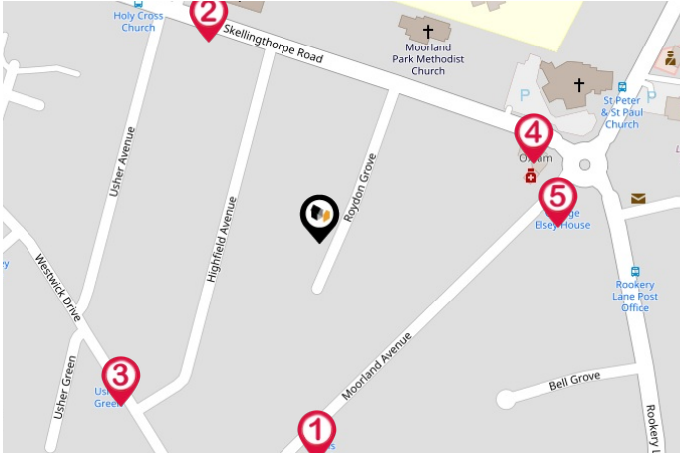 Holy Cross
Church
2
Skellingthorpe Road
Moorland
Park Methodist
Church
P
St Peter
& St Paul
Church
P
Usher Avenue
Highfield Avenue
Roydon Grove
4
5
Elsey House
Westwick Drive
Rookery
Lane Post
Office
Usher Green
3
Moorland Avenue
Bell Grove
Rookery L
1